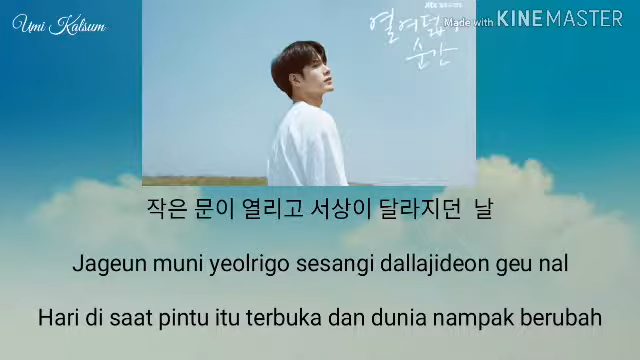 Umi Kalsum
JTBC
열여덟의
순간
Made with KINEMASTER
작은 문이 열리고 서상이 달라지던 날
Jageun muni yeolrigo sesangi dallajideon geu nal
Hari di saat pintu itu terbuka dan dunia nampak berubah